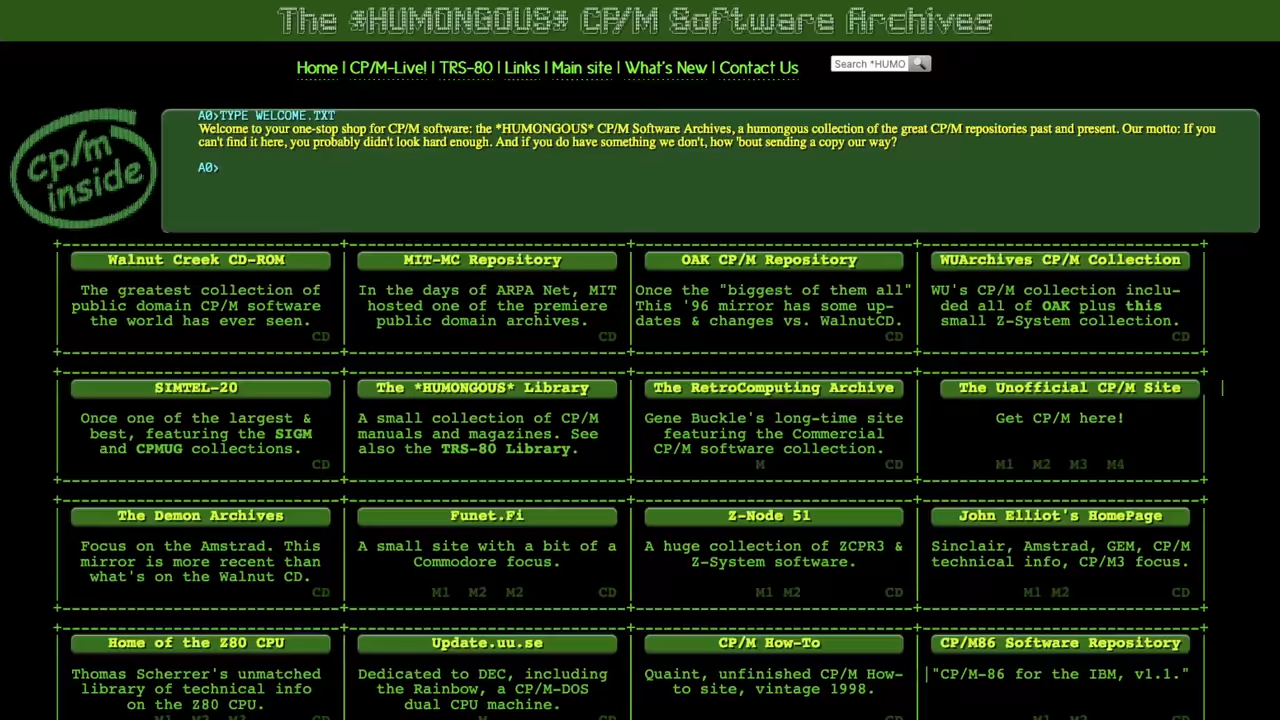 The *HUMONGOUS* CP/M Software Archives
Home | CP/M-Live! | TRS-80 | Links | Main site | What's New | Contact Us
Search *HUMO
cp/m
inside
A0>TYPE WELCOME.TXT
Welcome to your one-stop shop for CP/M software: the *HUMONGOUS* CP/M Software Archives, a humongous collection of the great CP/M repositories past and present. Our motto: If you
can't find it here, you probably didn't look hard enough. And if you do have something we don't, how 'bout sending a copy our way?
A0>
Walnut Creek CD-ROM
The greatest collection of
public domain CP/M software
the world has ever seen.
CD
MIT-MC Repository
In the days of ARPA Net, MIT
hosted one of the premiere
public domain archives.
CD
OAK CP/M Repository
Once the "biggest of them all"
This '96 mirror has some up-
dates & changes vs. WalnutCD.
CD
WUArchives CP/M Collection
WU's CP/M collection inclu-
ded all of OAK plus this
small Z-System collection.
CD
SIMTEL-20
Once one of the largest &
best, featuring the SIGM
and CPMUG collections.
CD
The *HUMONGOUS* Library
A small collection of CP/M
manuals and magazines. See
also the TRS-80 Library.
The RetroComputing Archive
Gene Buckle's long-time site
featuring the Commercial
CP/M software collection.
M CD
The Unofficial CP/M Site
Get CP/M here!
M1 M2 M3 M4
The Demon Archives
Focus on the Amstrad. This
mirror is more recent than
what's on the Walnut CD.
CD
Funet.Fi
A small site with a bit of a
Commodore focus.
M1 M2 M2 CD
Z-Node 51
A huge collection of ZCPR3 &
Z-System software.
M1 M2 CD
John Elliot's HomePage
Sinclair, Amstrad, GEM, CP/M
technical info, CP/M3 focus.
M1 M2 CD
Home of the Z80 CPU
Thomas Scherrer's unmatched
library of technical info
on the Z80 CPU.
M1 M2 M3 CD
Update.uu.se
Dedicated to DEC, including
the Rainbow, a CP/M-DOS
dual CPU machine.
M CD
CP/M How-To
Quaint, unfinished CP/M How-
to site, vintage 1998.
M1 M2 CD
CP/M86 Software Repository
"CP/M-86 for the IBM, v1.1."
M1 M2 CD